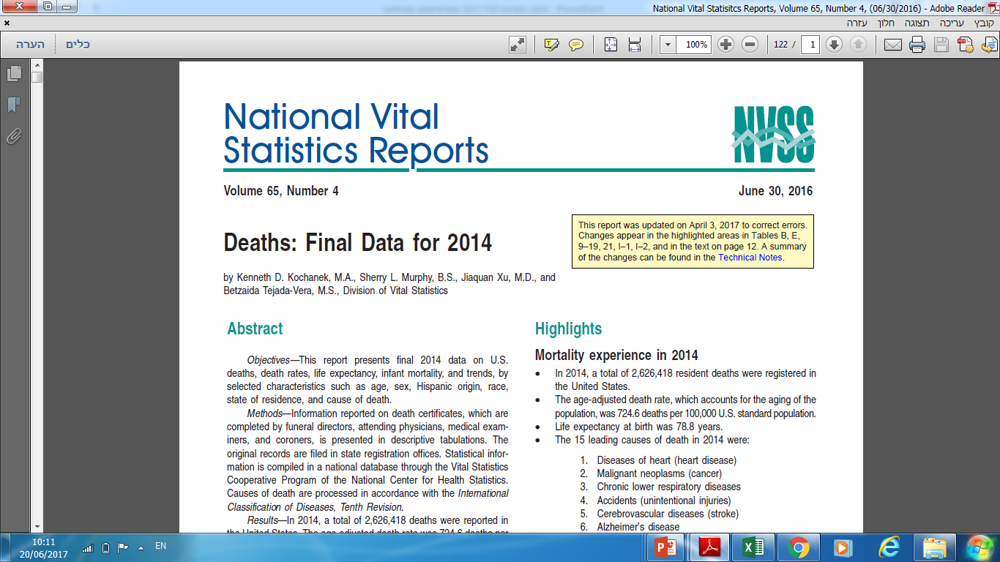 National Vital Statisitcs Reports, Volume 65, Number 4, (06/30/2016) - Adobe Reader
קובץ עריכה תצוגה חלון עזרה
הערה
כלים
100%
122 /
1
National Vital
Statistics Reports
NVSS
Volume 65, Number 4
June 30, 2016
This report was updated on April 3, 2017 to correct errors.
Changes appear in the highlighted areas in Tables B, E,
9–19, 21, I–1, I–2, and in the text on page 12. A summary
of the changes can be found in the Technical Notes.
Deaths: Final Data for 2014
by Kenneth D. Kochanek, M.A., Sherry L. Murphy, B.S., Jiaquan Xu, M.D., and
Betzaida Tejada-Vera, M.S., Division of Vital Statistics
Abstract
Objectives—This report presents final 2014 data on U.S.
deaths, death rates, life expectancy, infant mortality, and trends, by
selected characteristics such as age, sex, Hispanic origin, race,
state of residence, and cause of death.
Methods—Information reported on death certificates, which are
completed by funeral directors, attending physicians, medical exam-
iners, and coroners, is presented in descriptive tabulations. The
original records are filed in state registration offices. Statistical infor-
mation is compiled in a national database through the Vital Statistics
Cooperative Program of the National Center for Health Statistics.
Causes of death are processed in accordance with the International
Classification of Diseases, Tenth Revision.
Results—In 2014, a total of 2,626,418 deaths were reported in
the United States. The age-adjusted death rate was 724.6 deaths per
Highlights
Mortality experience in 2014
• In 2014, a total of 2,626,418 resident deaths were registered in
the United States.
• The age-adjusted death rate, which accounts for the aging of the
population, was 724.6 deaths per 100,000 U.S. standard population.
• Life expectancy at birth was 78.8 years.
• The 15 leading causes of death in 2014 were:
1. Diseases of heart (heart disease)
2. Malignant neoplasms (cancer)
3. Chronic lower respiratory diseases
4. Accidents (unintentional injuries)
5. Cerebrovascular diseases (stroke)
6. Alzheimer's disease
10:11
20/06/2017
EN